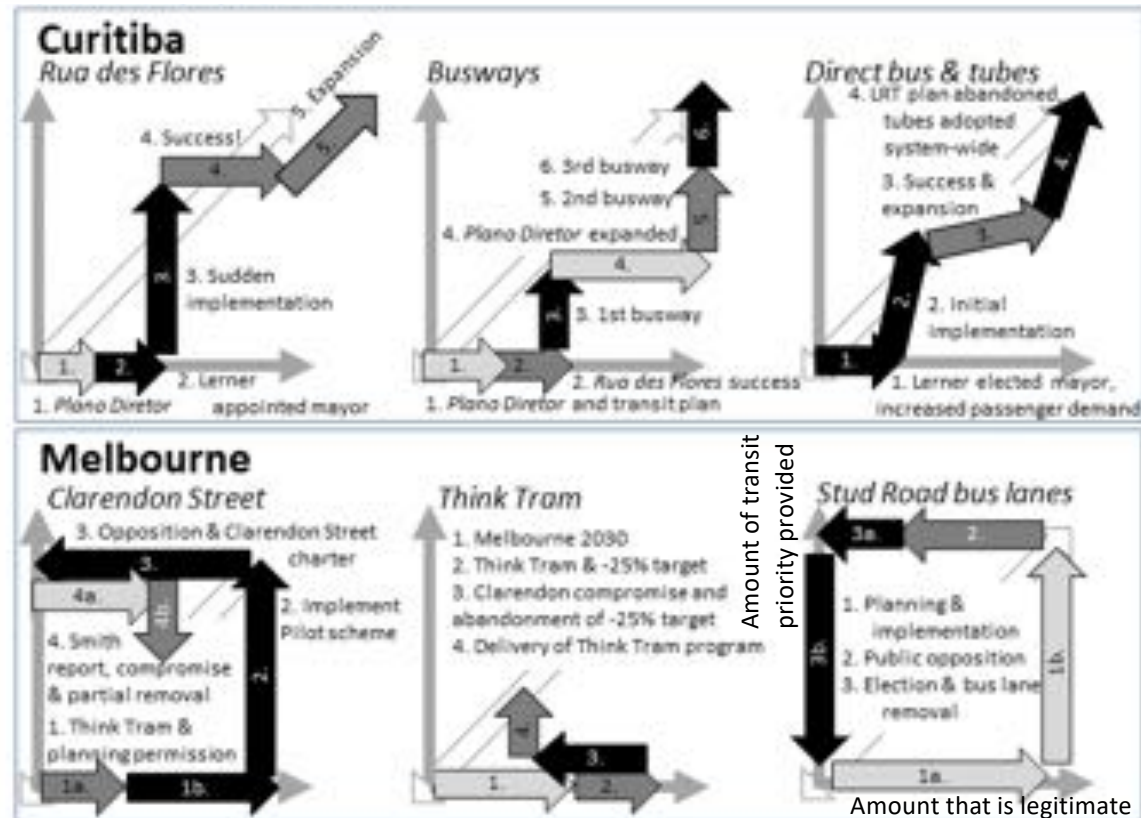 Curitiba
Rua des Flores
5. Expansion
4. Success!
4.
5.
3.
3. Sudden
implementation
1.
2.
2. Lerner
1. Plano Diretor
appointed mayor
Busways
6.
6. 3rd busway
5. 2nd busway
5.
4. Plano Diretor expanded
4.
3.
3. 1st busway
1.
2.
2. Rua des Flores success
1. Plano Diretor and transit plan
Direct bus & tubes
4. LRT plan abandoned
tubes adopted
system-wide
4.
3. Success &
expansion
3.
2.
2. Initial
implementation
1.
1. Lerner elected mayor,
increased passenger demand
Melbourne
Clarendon Street
3. Opposition & Clarendon Street
charter
3.
4a.
4b.
2. Implement
Pilot scheme
2.
4. Smith
report, compromise
& partial removal
1. Think Tram &
planning permission
1a.
1b.
Think Tram
1. Melbourne 2030
2. Think Tram & -25% target
3. Clarendon compromise and
abandonment of -25% target
4. Delivery of Think Tram program
4.
3.
1.
2.
Amount of transit
priority provided
Stud Road bus lanes
3a.
2.
3b.
1. Planning &
implementation
2. Public opposition
3. Election & bus lane
removal
1b.
1a.
Amount that is legitimate